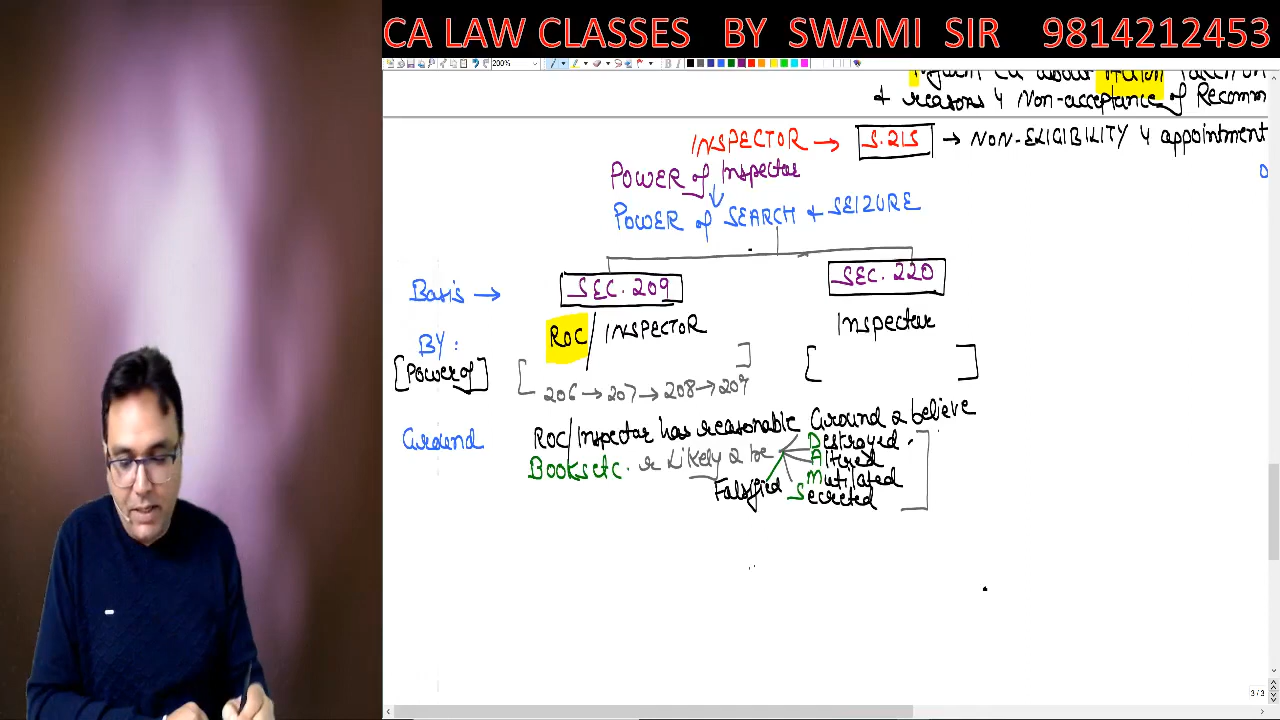 CA LAW CLASSES BY SWAMI SIR 9814212453
200%
& reasons 4 Non-acceptance of Recomm
INSPECTOR → S.215 → NON-ELIGIBILITY 4 appointment
POWER of Inspector
POWER of SEARCH & SEIZURE
Basis → SEC. 209 SEC. 220
BY: ROC / INSPECTOR Inspector
[Power of] [ ] [ ]
206 → 207 → 208 → 209
Ground ROC/Inspector has reasonable Ground 2 believe
Books etc. r Likely 2 be Destroyed
Altered
Mutilated
Falsified Secreted
3 / 3